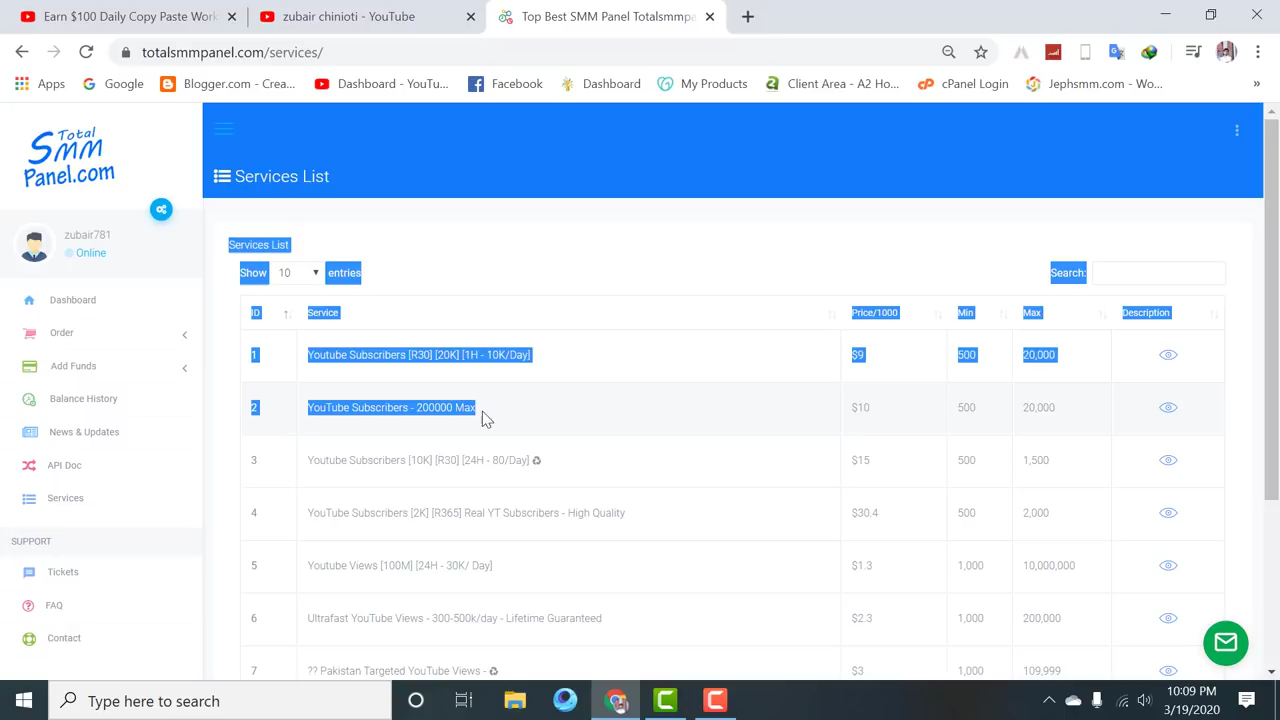 Earn $100 Daily Copy Paste Work
zubair chinioti - YouTube
Top Best SMM Panel Totalsmmpa
totalsmmpanel.com/services/
Apps
Google
Blogger.com - Crea...
Dashboard - YouTu...
Facebook
Dashboard
My Products
Client Area - A2 Ho...
cPanel Login
Jephsmm.com - Wo...
»
Total
SMM
Panel.com
Services List
zubair781
Online
Dashboard
Order
Add Funds
Balance History
News & Updates
API Doc
Services
SUPPORT
Tickets
FAQ
Contact
Services List
Show 10 entries
Search:
ID Service Price/1000 Min Max Description
1 Youtube Subscribers [R30] [20K] [1H - 10K/Day] $9 500 20,000
2 YouTube Subscribers - 200000 Max $10 500 20,000
3 Youtube Subscribers [10K] [R30] [24H - 80/Day] ♻ $15 500 1,500
4 YouTube Subscribers [2K] [R365] Real YT Subscribers - High Quality $30.4 500 2,000
5 Youtube Views [100M] [24H - 30K/ Day] $1.3 1,000 10,000,000
6 Ultrafast YouTube Views - 300-500k/day - Lifetime Guaranteed $2.3 1,000 200,000
7 ?? Pakistan Targeted YouTube Views - ♻ $3 1,000 109,999
Type here to search
10:09 PM
3/19/2020